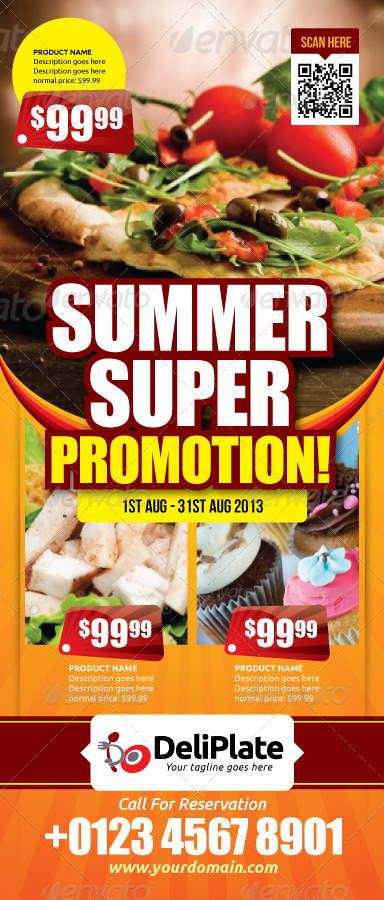 PRODUCT NAME
Description goes here
Description goes here
normal price: $99.99
$99.99
SCAN HERE
SUMMER
SUPER
PROMOTION!
1ST AUG - 31ST AUG 2013
$99.99
PRODUCT NAME
Description goes here
Description goes here
normal price: $99.99
$99.99
PRODUCT NAME
Description goes here
Description goes here
normal price: $99.99
DeliPlate
Your tagline goes here
Call For Reservation
+0123 4567 8901
www.yourdomain.com
envato